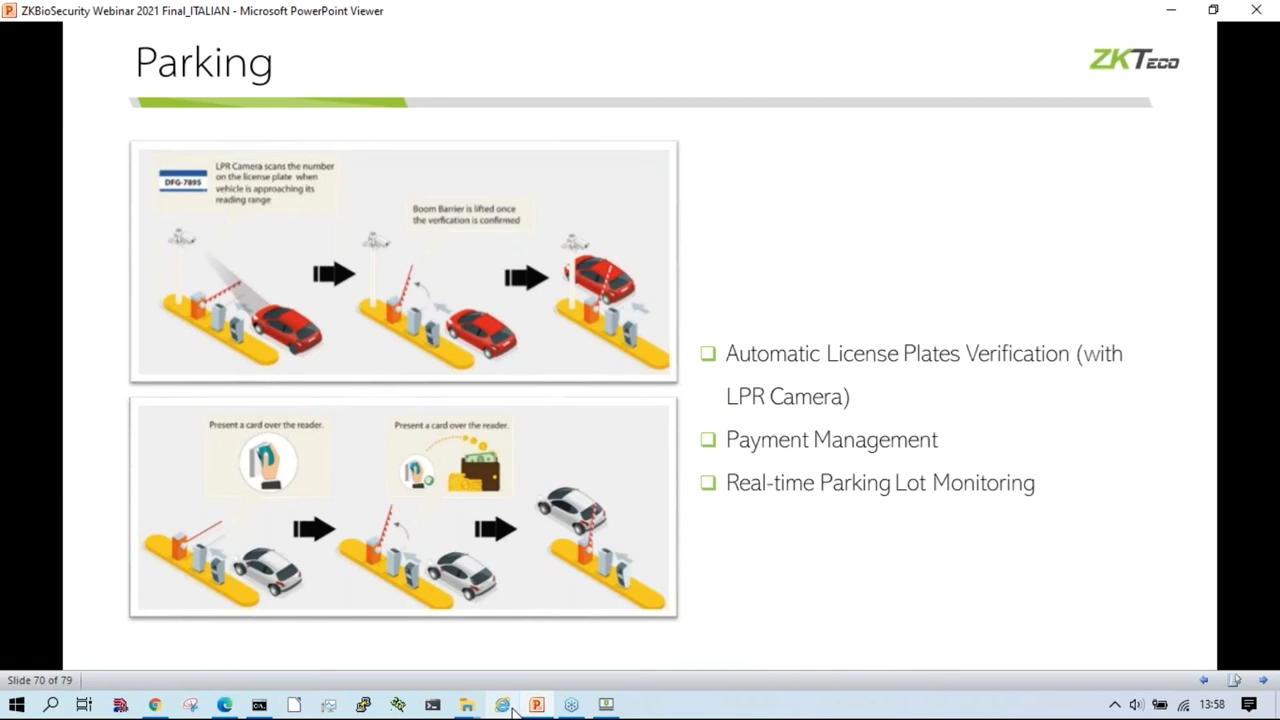 ZKBioSecurity Webinar 2021 Final_ITALIAN - Microsoft PowerPoint Viewer
Parking
ZKTeco
DFG-7895
LPR Camera scans the number
on the license plate when
vehicle is approaching its
reading range
Boom Barrier is lifted once
the verfication is confirmed
Automatic License Plates Verification (with
LPR Camera)
Payment Management
Real-time Parking Lot Monitoring
Present a card over the reader.
Present a card over the reader.
Slide 70 of 79
13:58